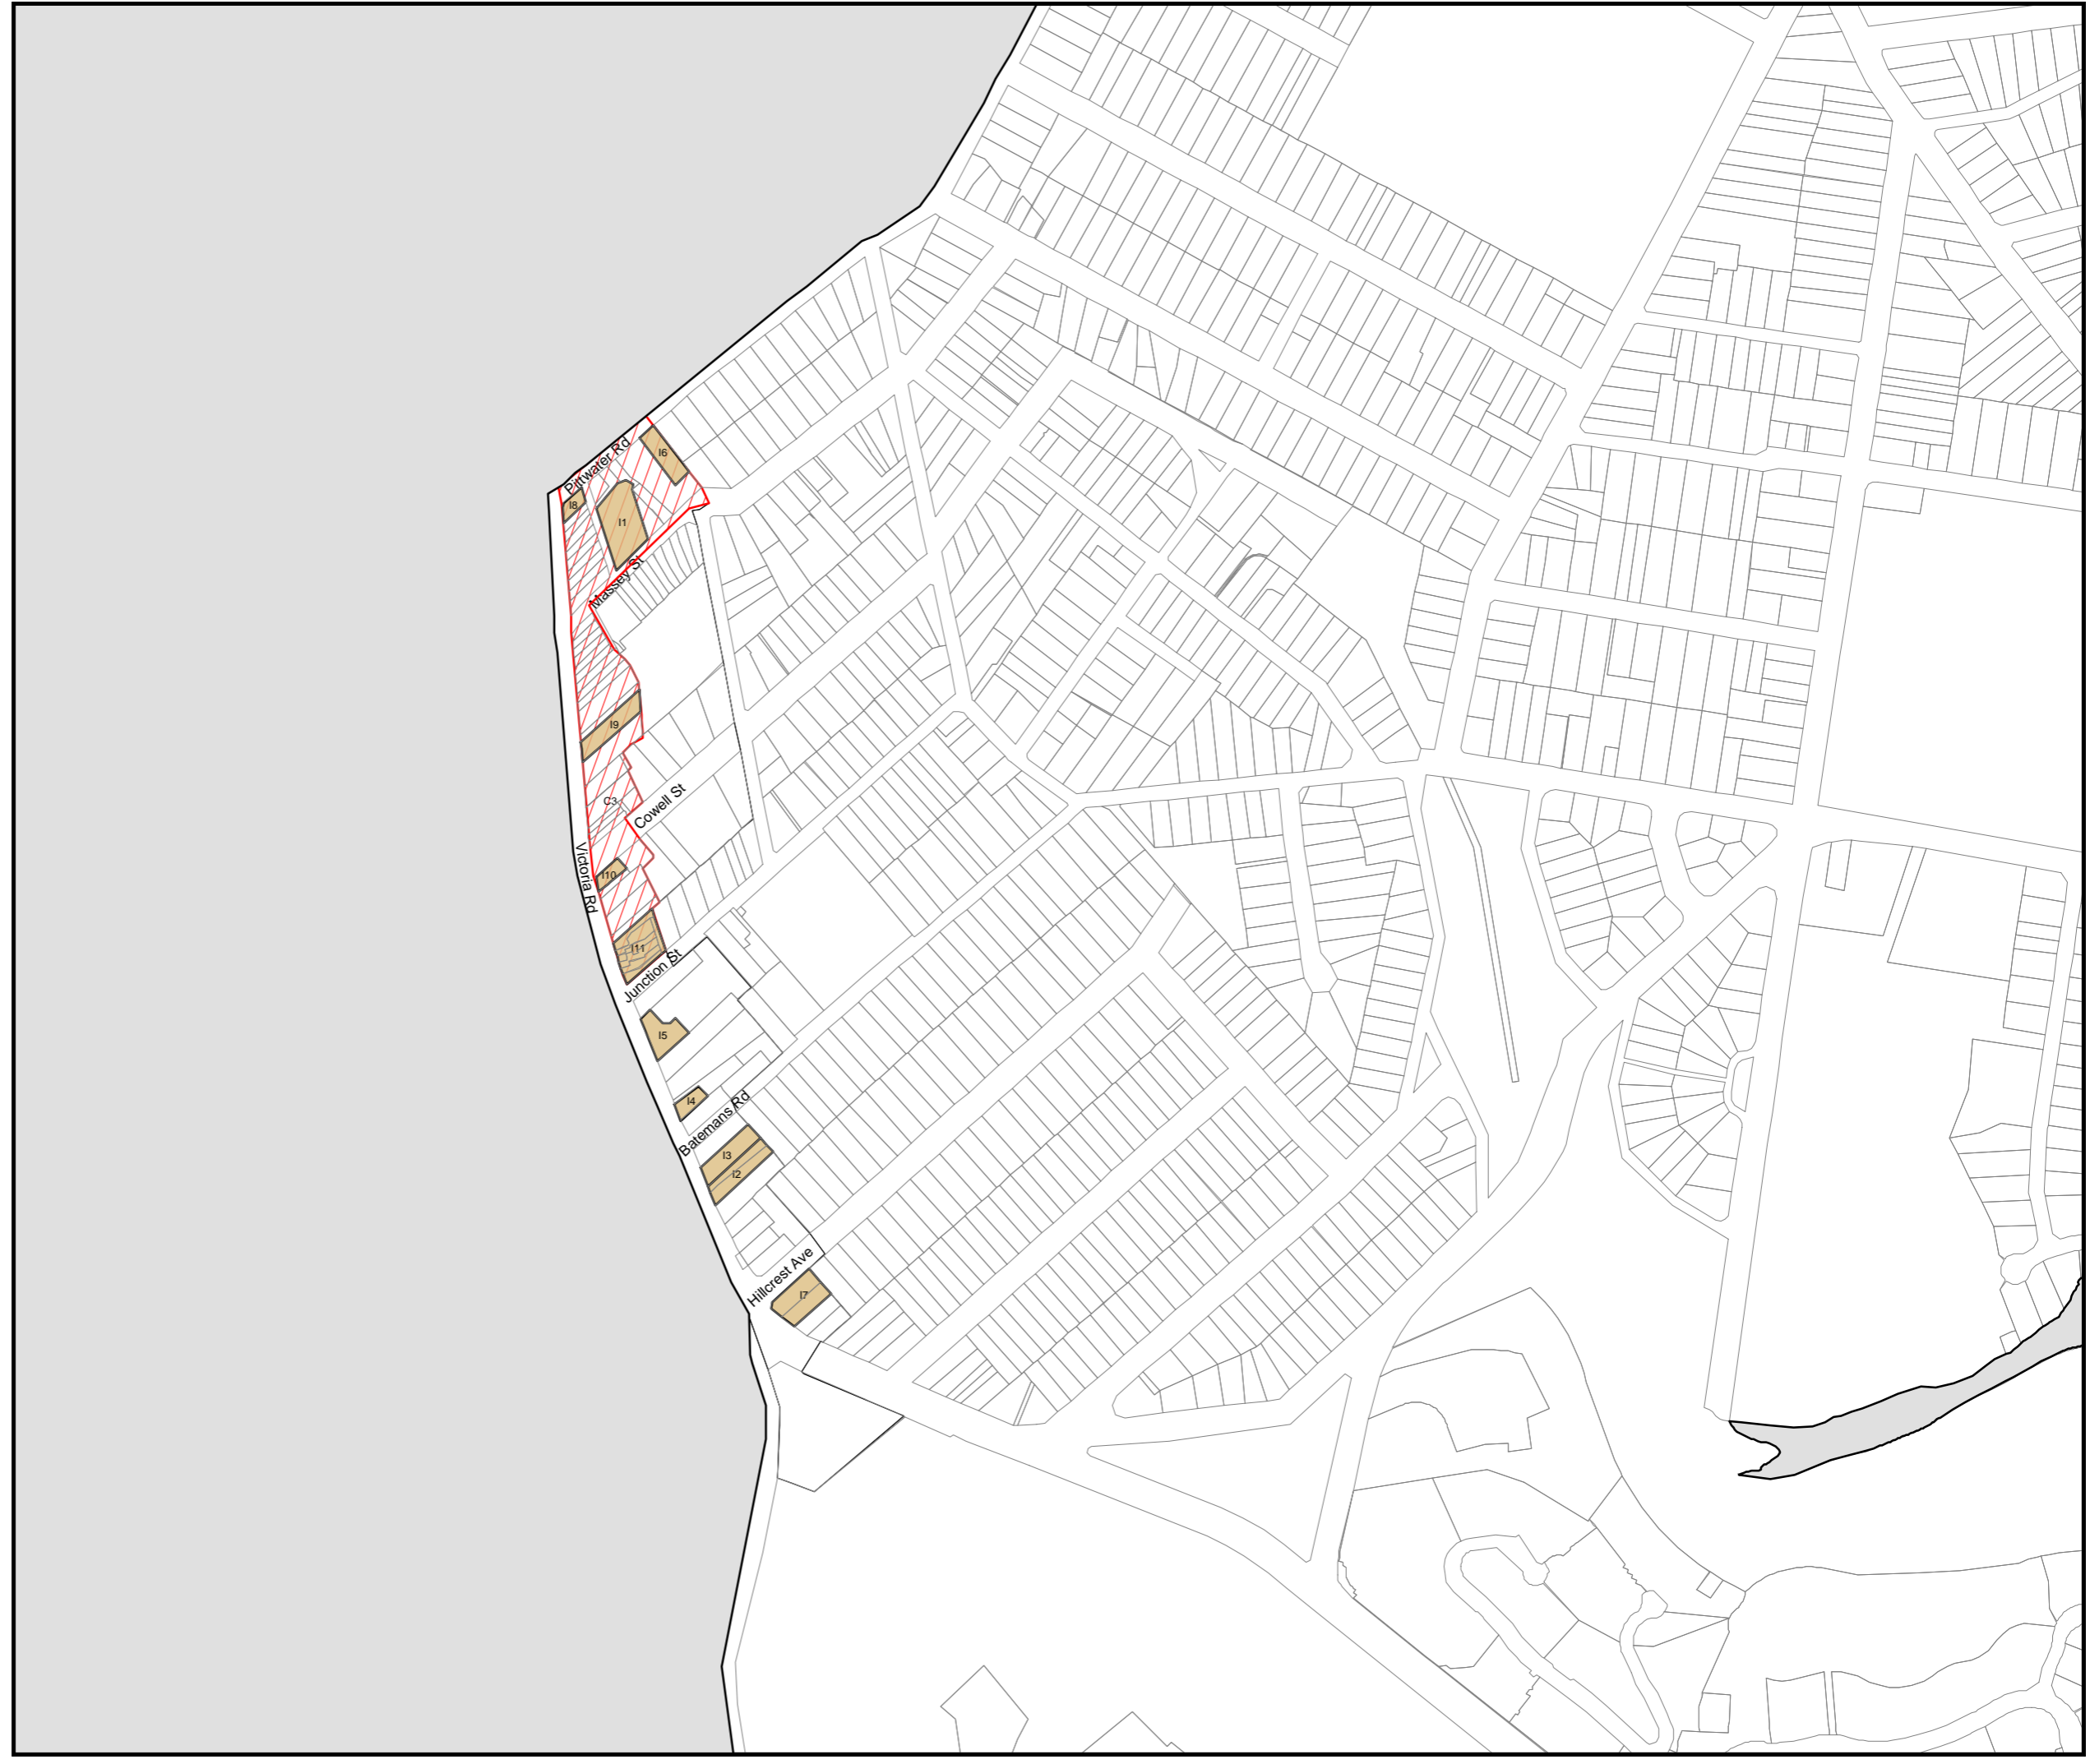 Pittwater Rd
I6
I8
I1
Massey St
I9
C3
Cowell St
Victoria Rd
I10
I11
Junction St
I5
I4
Batemans Rd
I3
I2
Hillcrest Ave
I7